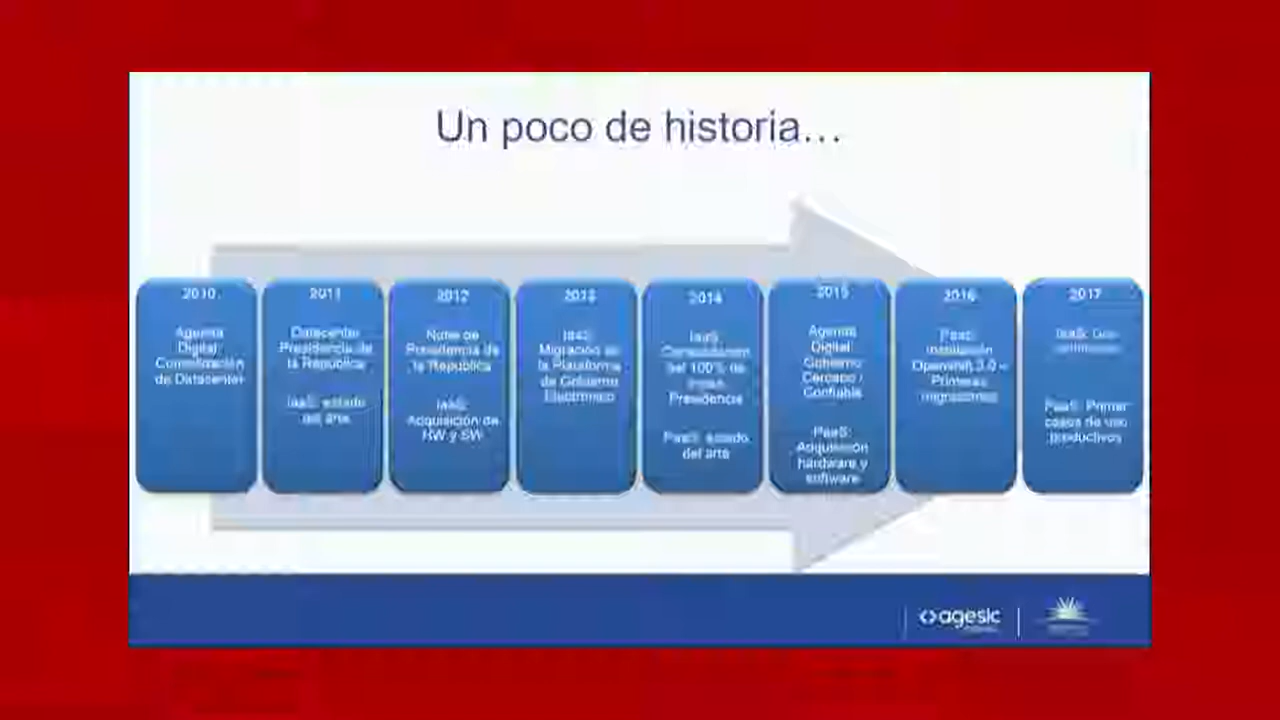 Un poco de historia...
2010
Agenda
Digital:
Consolidación
de Datacenter
2011
Datacenter
Presidencia de
la República
IaaS: estado
del arte
2012
Nube de
Presidencia de
la República
IaaS:
Adquisición de
HW y SW
2013
IaaS:
Migración de
la Plataforma
de Gobierno
Electrónico
2014
IaaS:
Consolidación
del 100% de
Presidencia
PaaS: estado
del arte
2015
Agenda
Digital:
Gobierno
Cercano /
Confiable
PaaS:
Adquisición
hardware y
software
2016
PaaS:
Instalación
Openshift 3.0 –
Primeras
migraciones
2017
IaaS:
PaaS: Primer
casos de uso
productivos
agesic